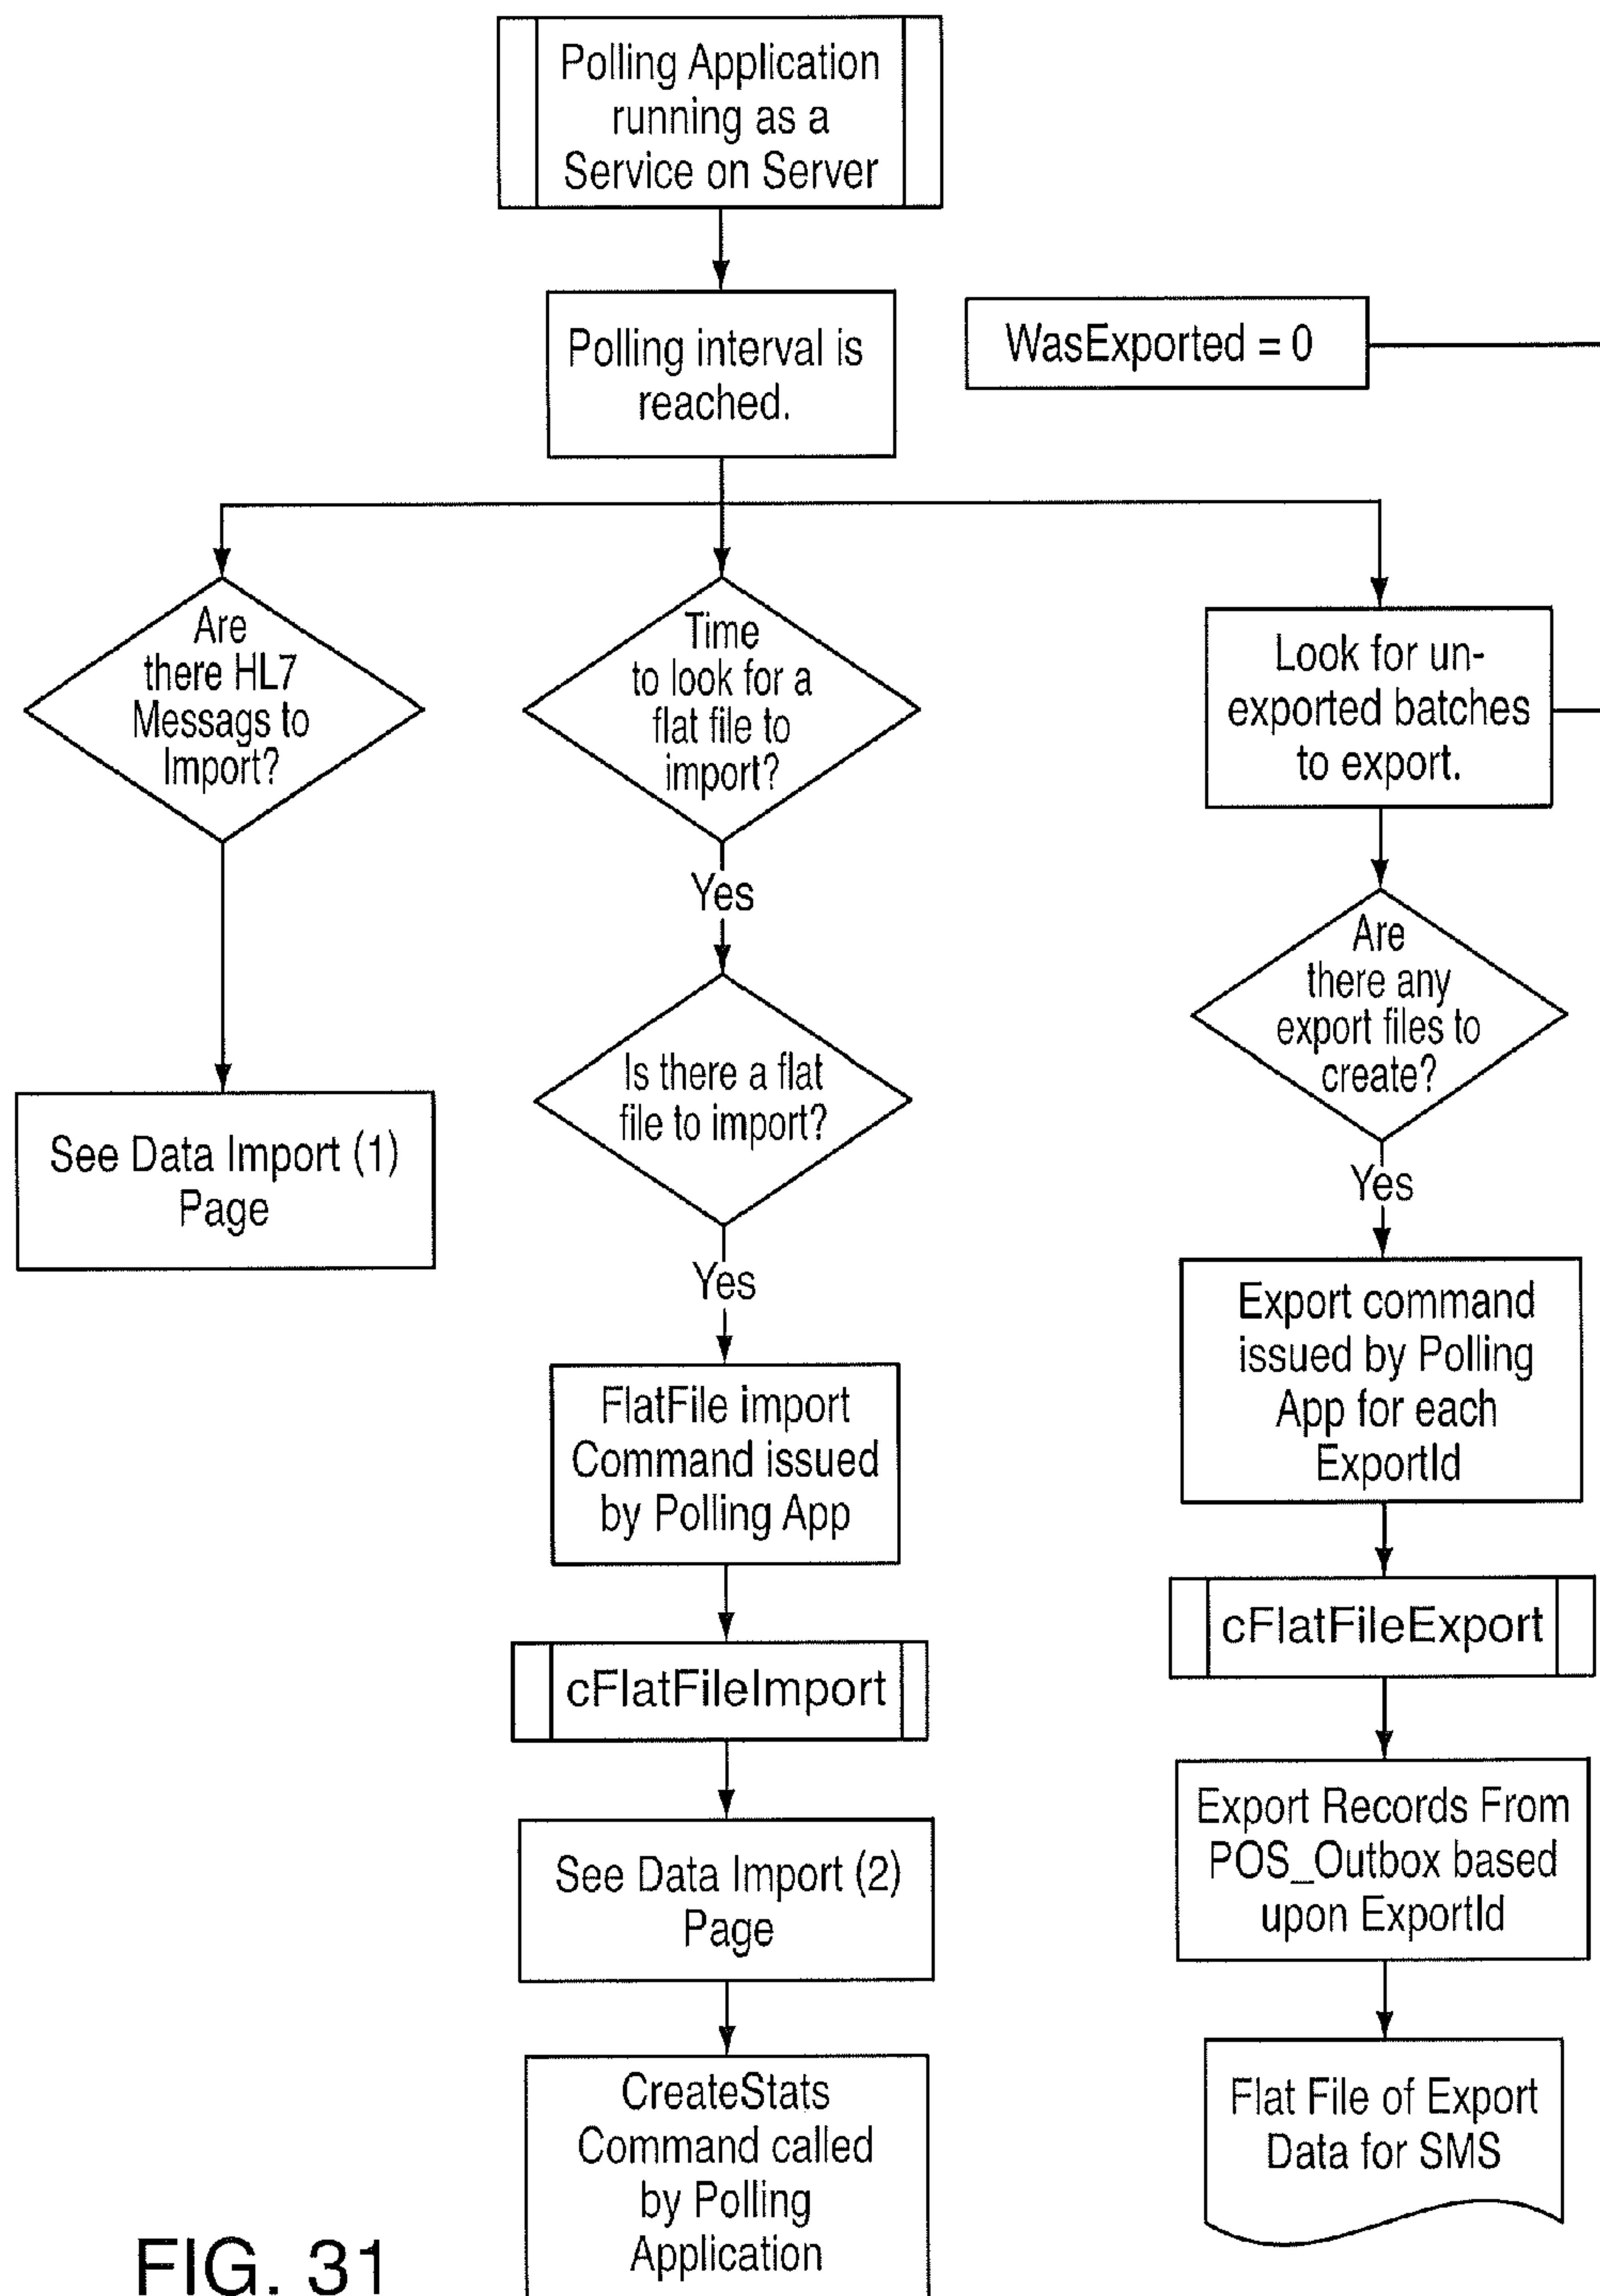 Polling Application
running as a
Service on Server
Polling interval is
reached.
WasExported = 0
Are
there HL7
Messags to
Import?
Time
to look for a
flat file to
import?
Look for un-
exported batches
to export.
Yes
Are
there any
export files to
create?
Is there a flat
file to import?
See Data Import (1)
Page
Yes
Yes
Export command
issued by Polling
App for each
ExportId
FlatFile import
Command issued
by Polling App
cFlatFileExport
cFlatFileImport
Export Records From
POS_Outbox based
upon ExportId
See Data Import (2)
Page
Flat File of Export
Data for SMS
CreateStats
Command called
by Polling
Application
FIG. 31